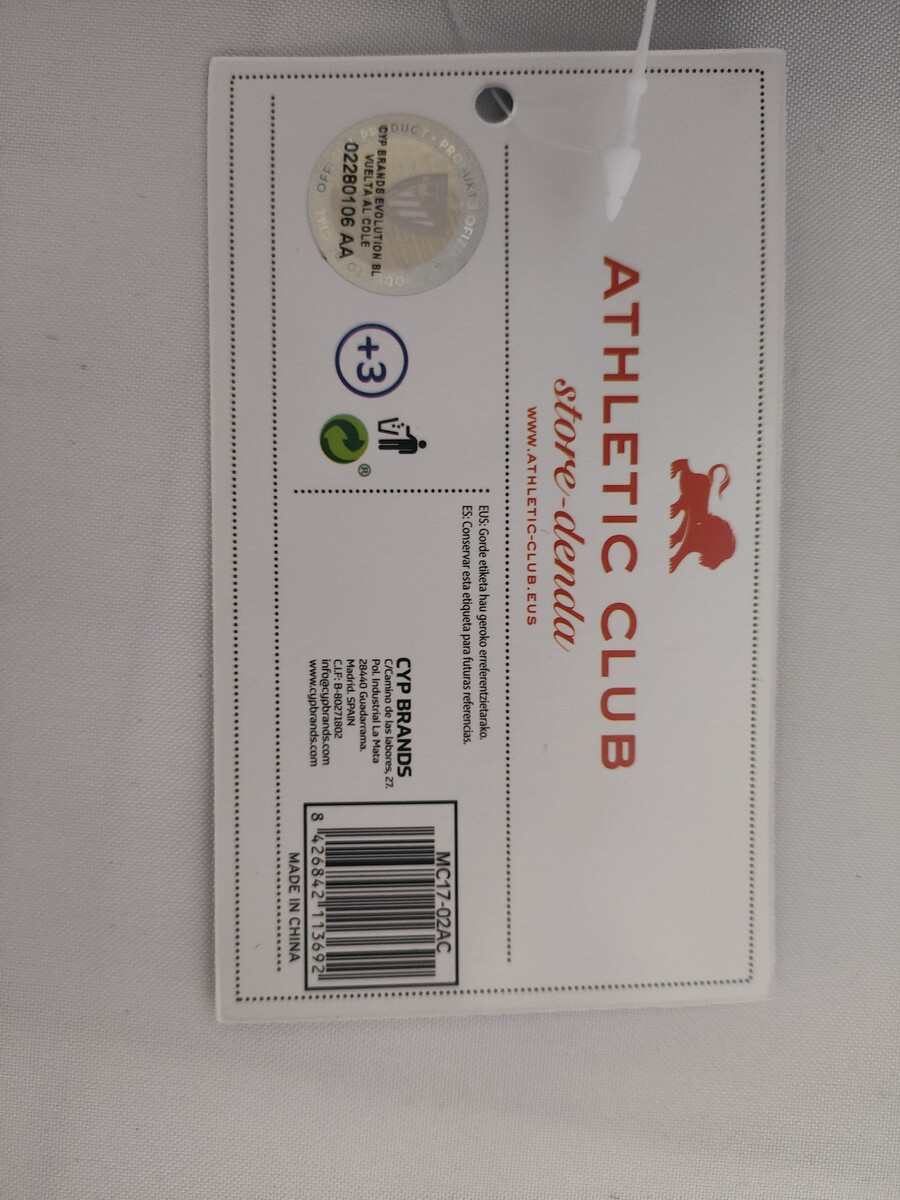 ATHLETIC CLUB
store-denda
WWW.ATHLETIC-CLUB.EUS
CYP BRANDS EVOLUTION SL
VUELTA AL COLE
02280106 AA
+3
®
EUS: Gorde etiketa hau geroko erreferentzietarako.
ES: Conservar esta etiqueta para futuras referencias.
CYP BRANDS
C/Camino de las labores, 27.
Pol. Industrial La Mata
28440 Guadarrama.
Madrid. SPAIN
C.I.F: B-80271802
info@cypbrands.com
www.cypbrands.com
MC17-02AC
8 426842 113692
MADE IN CHINA